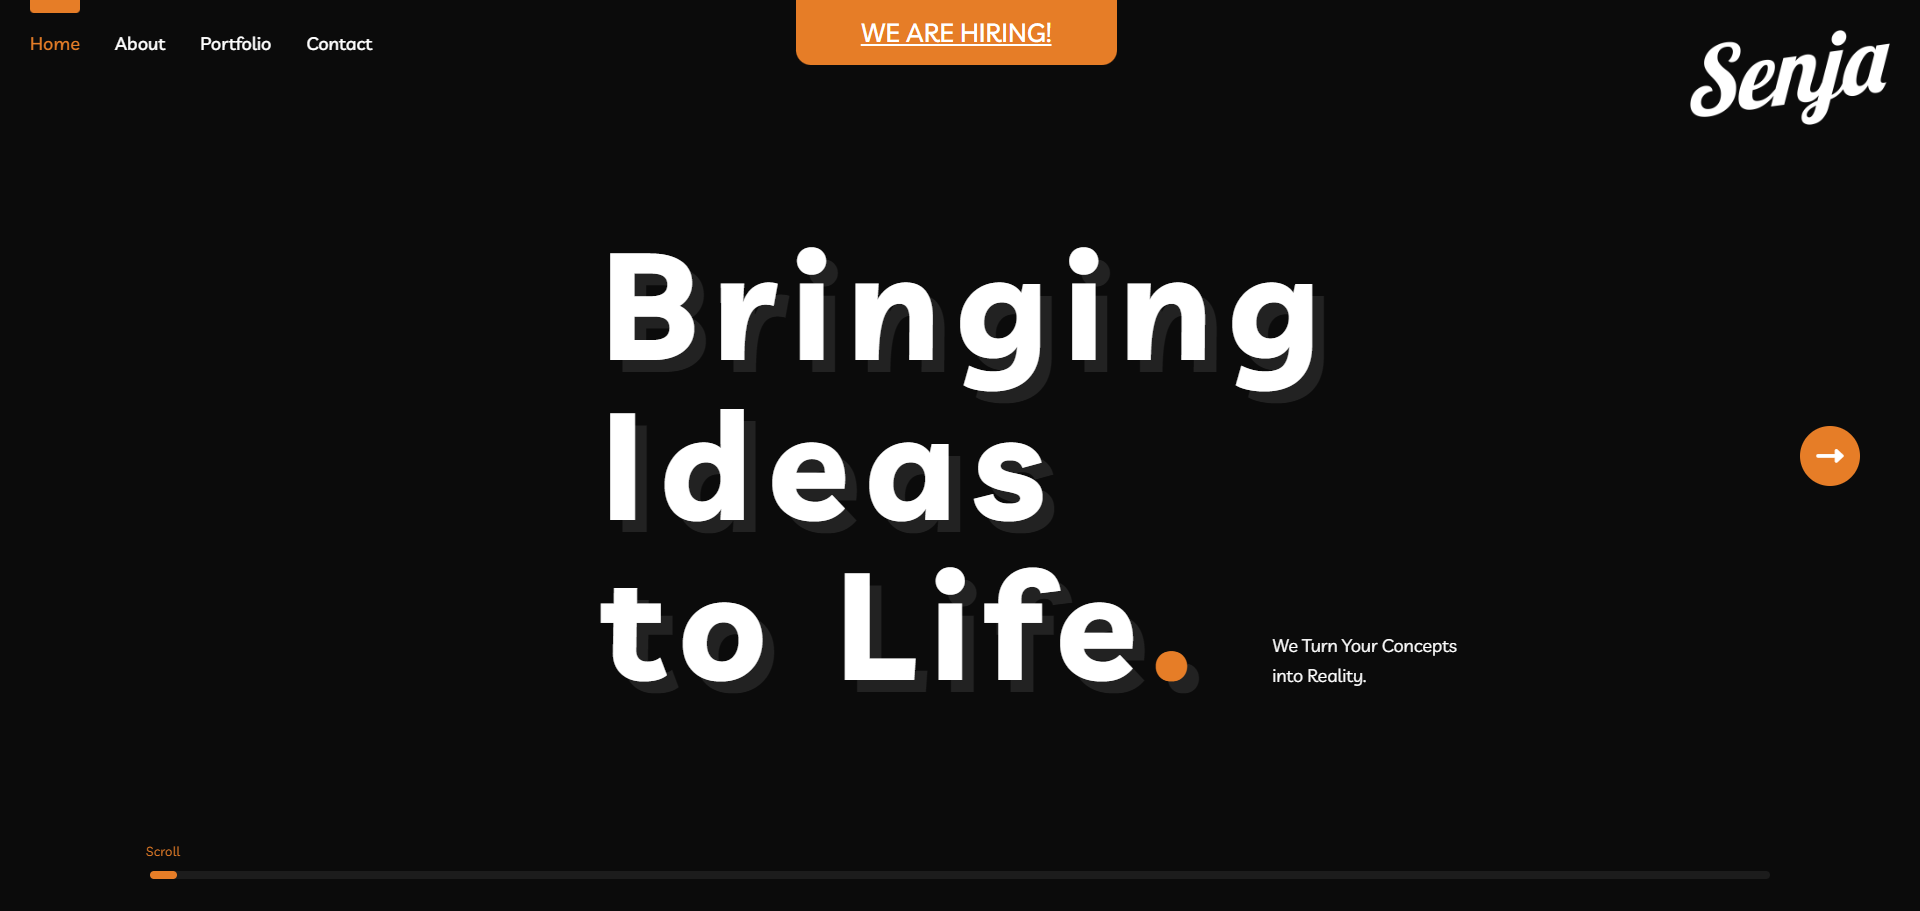 Home
About
Portfolio
Contact
WE ARE HIRING!
Senja
Bringing
Ideas
to Life.
We Turn Your Concepts
into Reality.
Scroll